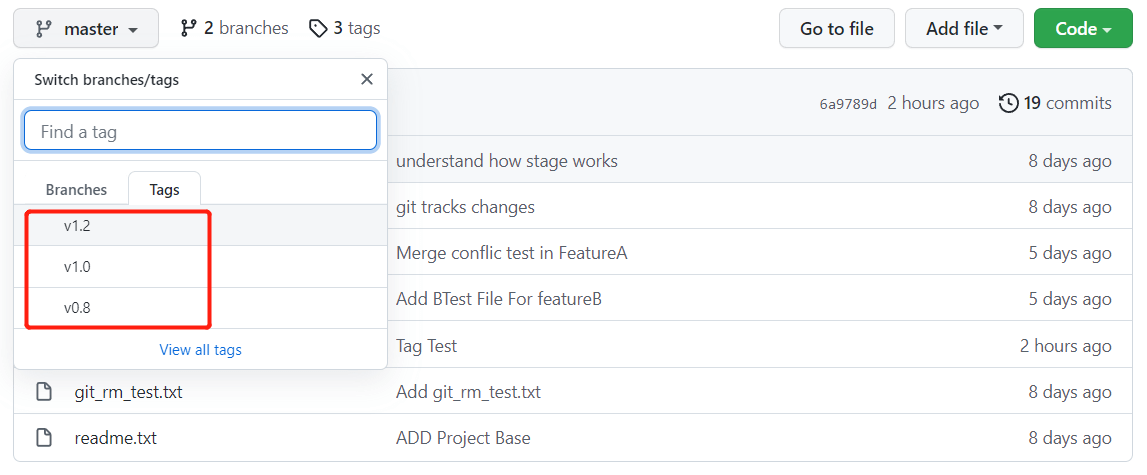 master 2 branches 3 tags Go to file Add file Code
Switch branches/tags
6a9789d 2 hours ago 19 commits
Find a tag
understand how stage works 8 days ago
Branches Tags
git tracks changes 8 days ago
v1.2
Merge conflic test in FeatureA 5 days ago
v1.0
Add BTest File For featureB 5 days ago
v0.8
View all tags
Tag Test 2 hours ago
git_rm_test.txt Add git_rm_test.txt 8 days ago
readme.txt ADD Project Base 8 days ago